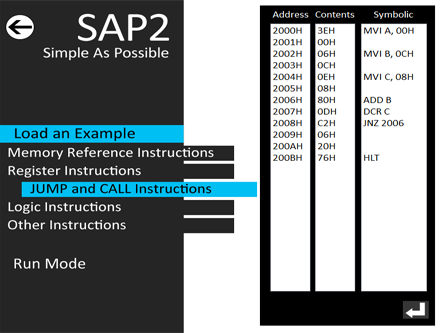 SAP2
Simple As Possible
Load an Example
Memory Reference Instructions
Register Instructions
JUMP and CALL Instructions
Logic Instructions
Other Instructions
Run Mode
Address Contents Symbolic
2000H 3EH MVI A, 00H
2001H 00H
2002H 06H MVI B, 0CH
2003H 0CH
2004H 0EH MVI C, 08H
2005H 08H
2006H 80H ADD B
2007H 0DH DCR C
2008H C2H JNZ 2006
2009H 06H
200AH 20H
200BH 76H HLT